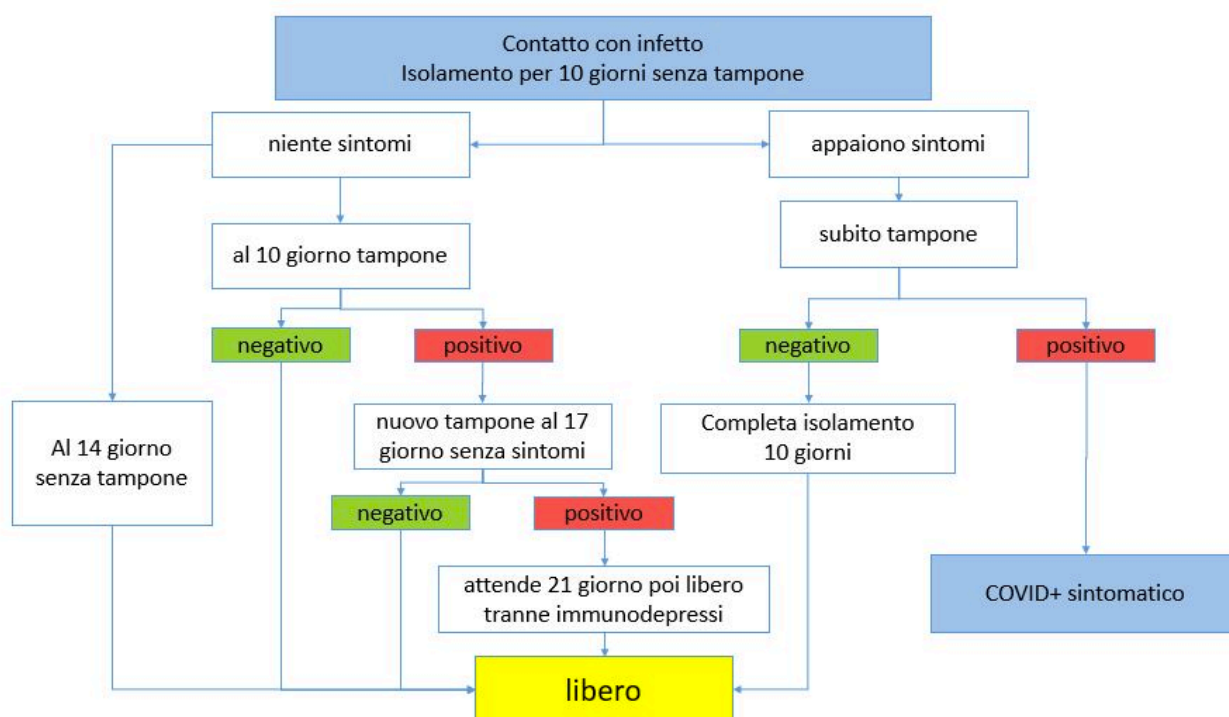 Contatto con infetto
Isolamento per 10 giorni senza tampone
niente sintomi
appaiono sintomi
al 10 giorno tampone
subito tampone
negativo
positivo
negativo
positivo
Al 14 giorno
senza tampone
nuovo tampone al 17
giorno senza sintomi
Completa isolamento
10 giorni
negativo
positivo
attende 21 giorno poi libero
tranne immunodepressi
COVID+ sintomatico
libero